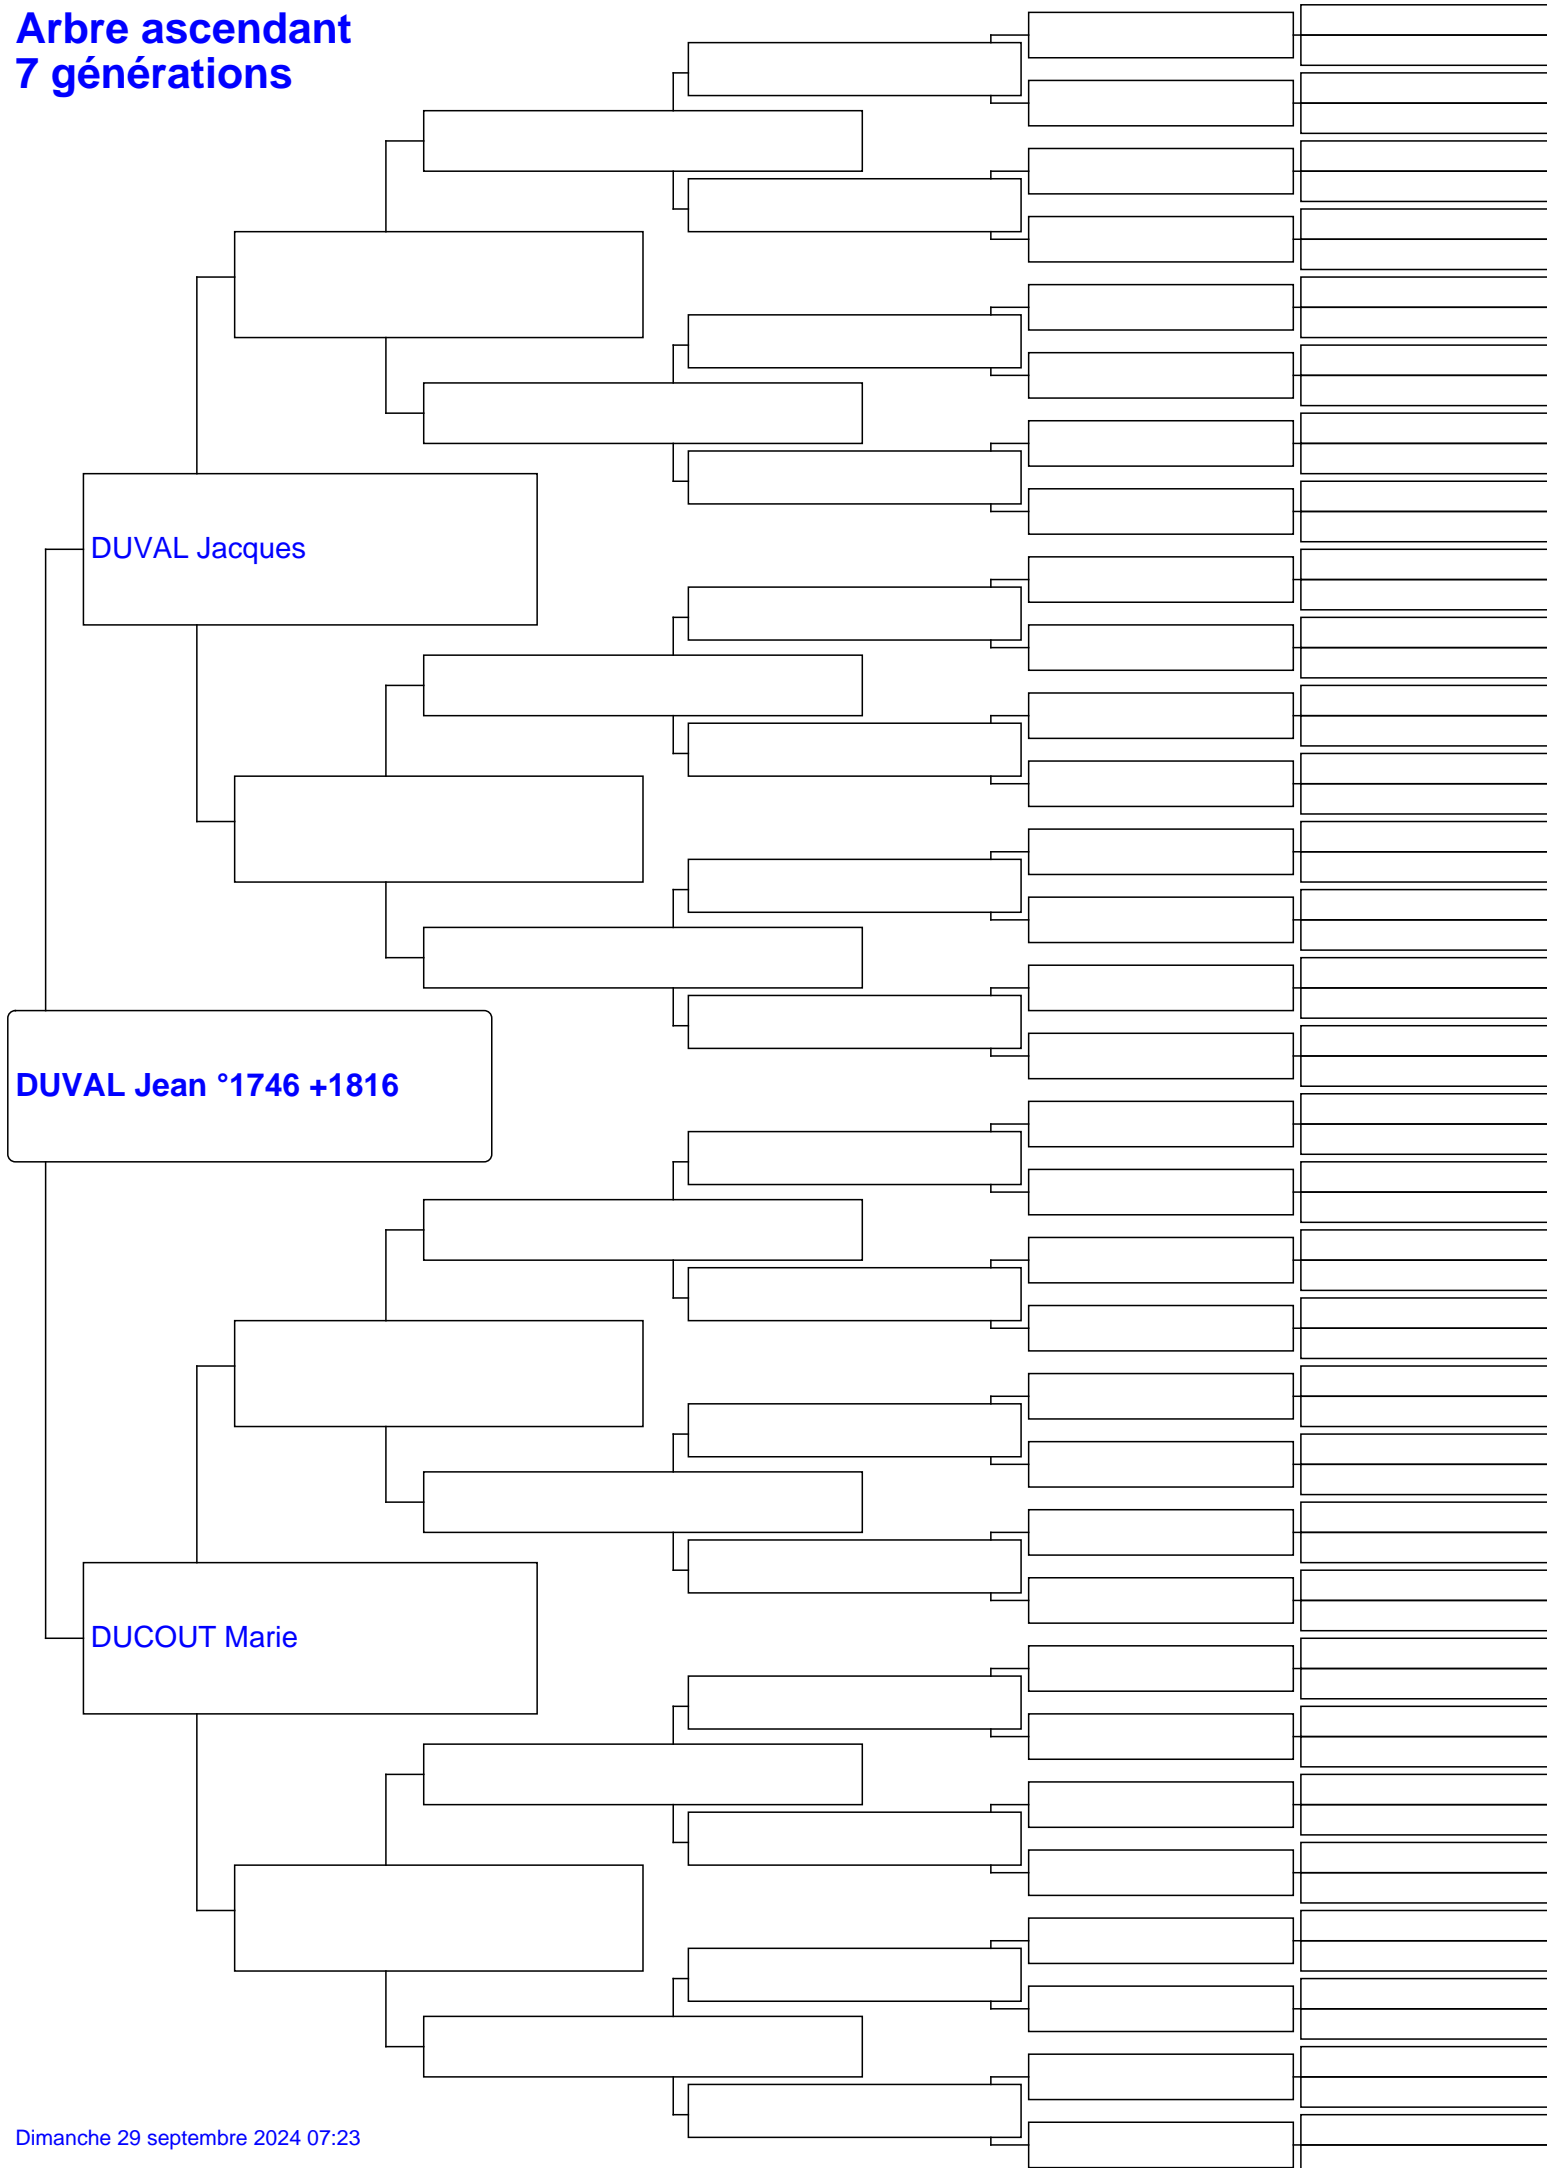 Arbre ascendant
7 générations
DUVAL Jacques
DUVAL Jean °1746 +1816
DUCOUT Marie
Dimanche 29 septembre 2024 07:23